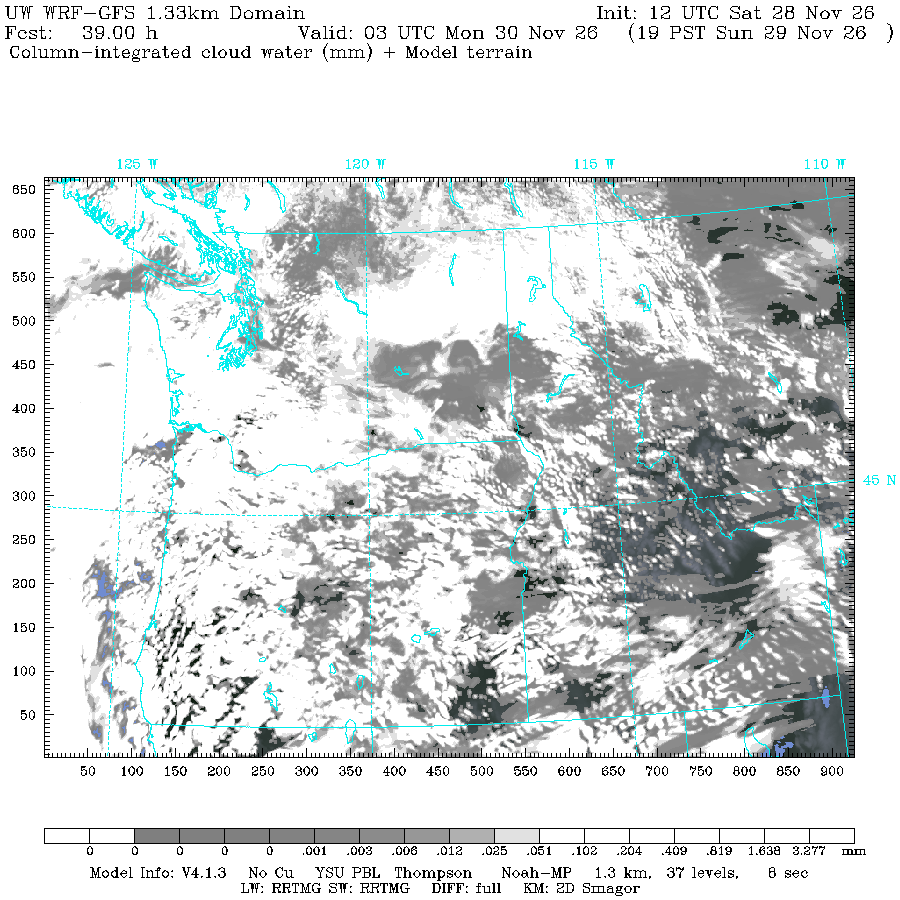 UW WRF-GFS 1.33km Domain Init: 12 UTC Sat 28 Nov 26
Fcst: 39.00 h Valid: 03 UTC Mon 30 Nov 26 (19 PST Sun 29 Nov 26 )
Column-integrated cloud water (mm) + Model terrain
125 W 120 W 115 W 110 W
650
600
550
500
450
400
350
45 N
300
250
200
150
100
50
50 100 150 200 250 300 350 400 450 500 550 600 650 700 750 800 850 900
0 0 0 0 0 .001 .003 .006 .012 .025 .051 .102 .204 .409 .819 1.638 3.277 mm
Model Info: V4.1.3 No Cu YSU PBL Thompson Noah-MP 1.3 km, 37 levels, 8 sec
LW: RRTMG SW: RRTMG DIFF: full KM: 2D Smagor